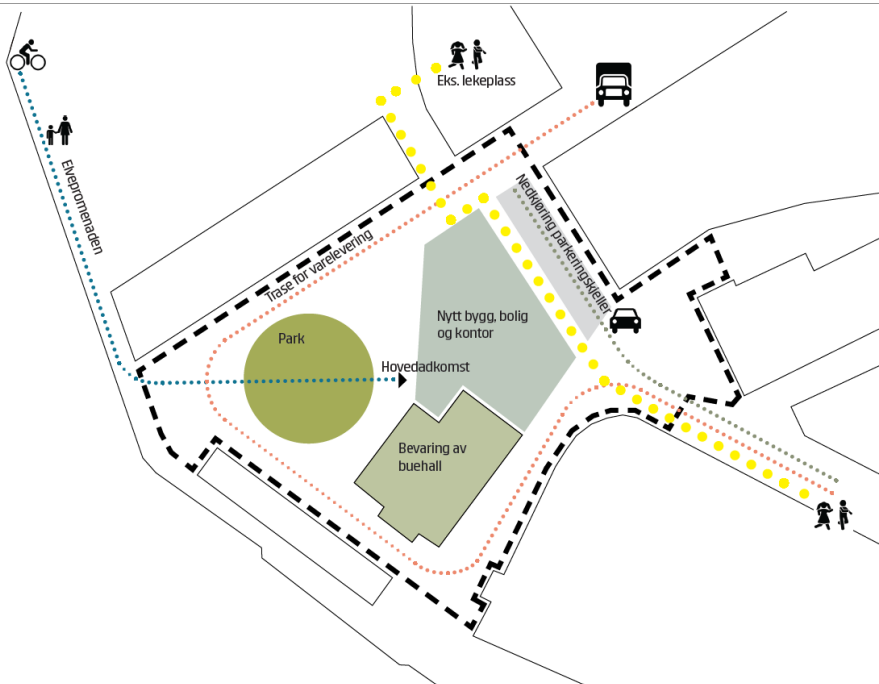 Eks. lekeplass
Elvepromenaden
Nedkjøring parkeringskjeller
Trase for varelevering
Nytt bygg, bolig
og kontor
Park
Hovedadkomst
Bevaring av
buehall